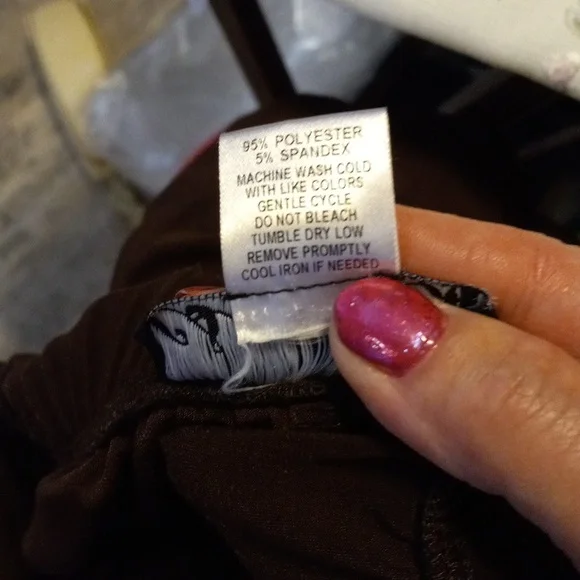 95% POLYESTER
5% SPANDEX
MACHINE WASH COLD
WITH LIKE COLORS
GENTLE CYCLE
DO NOT BLEACH
TUMBLE DRY LOW
REMOVE PROMPTLY
COOL IRON IF NEEDED